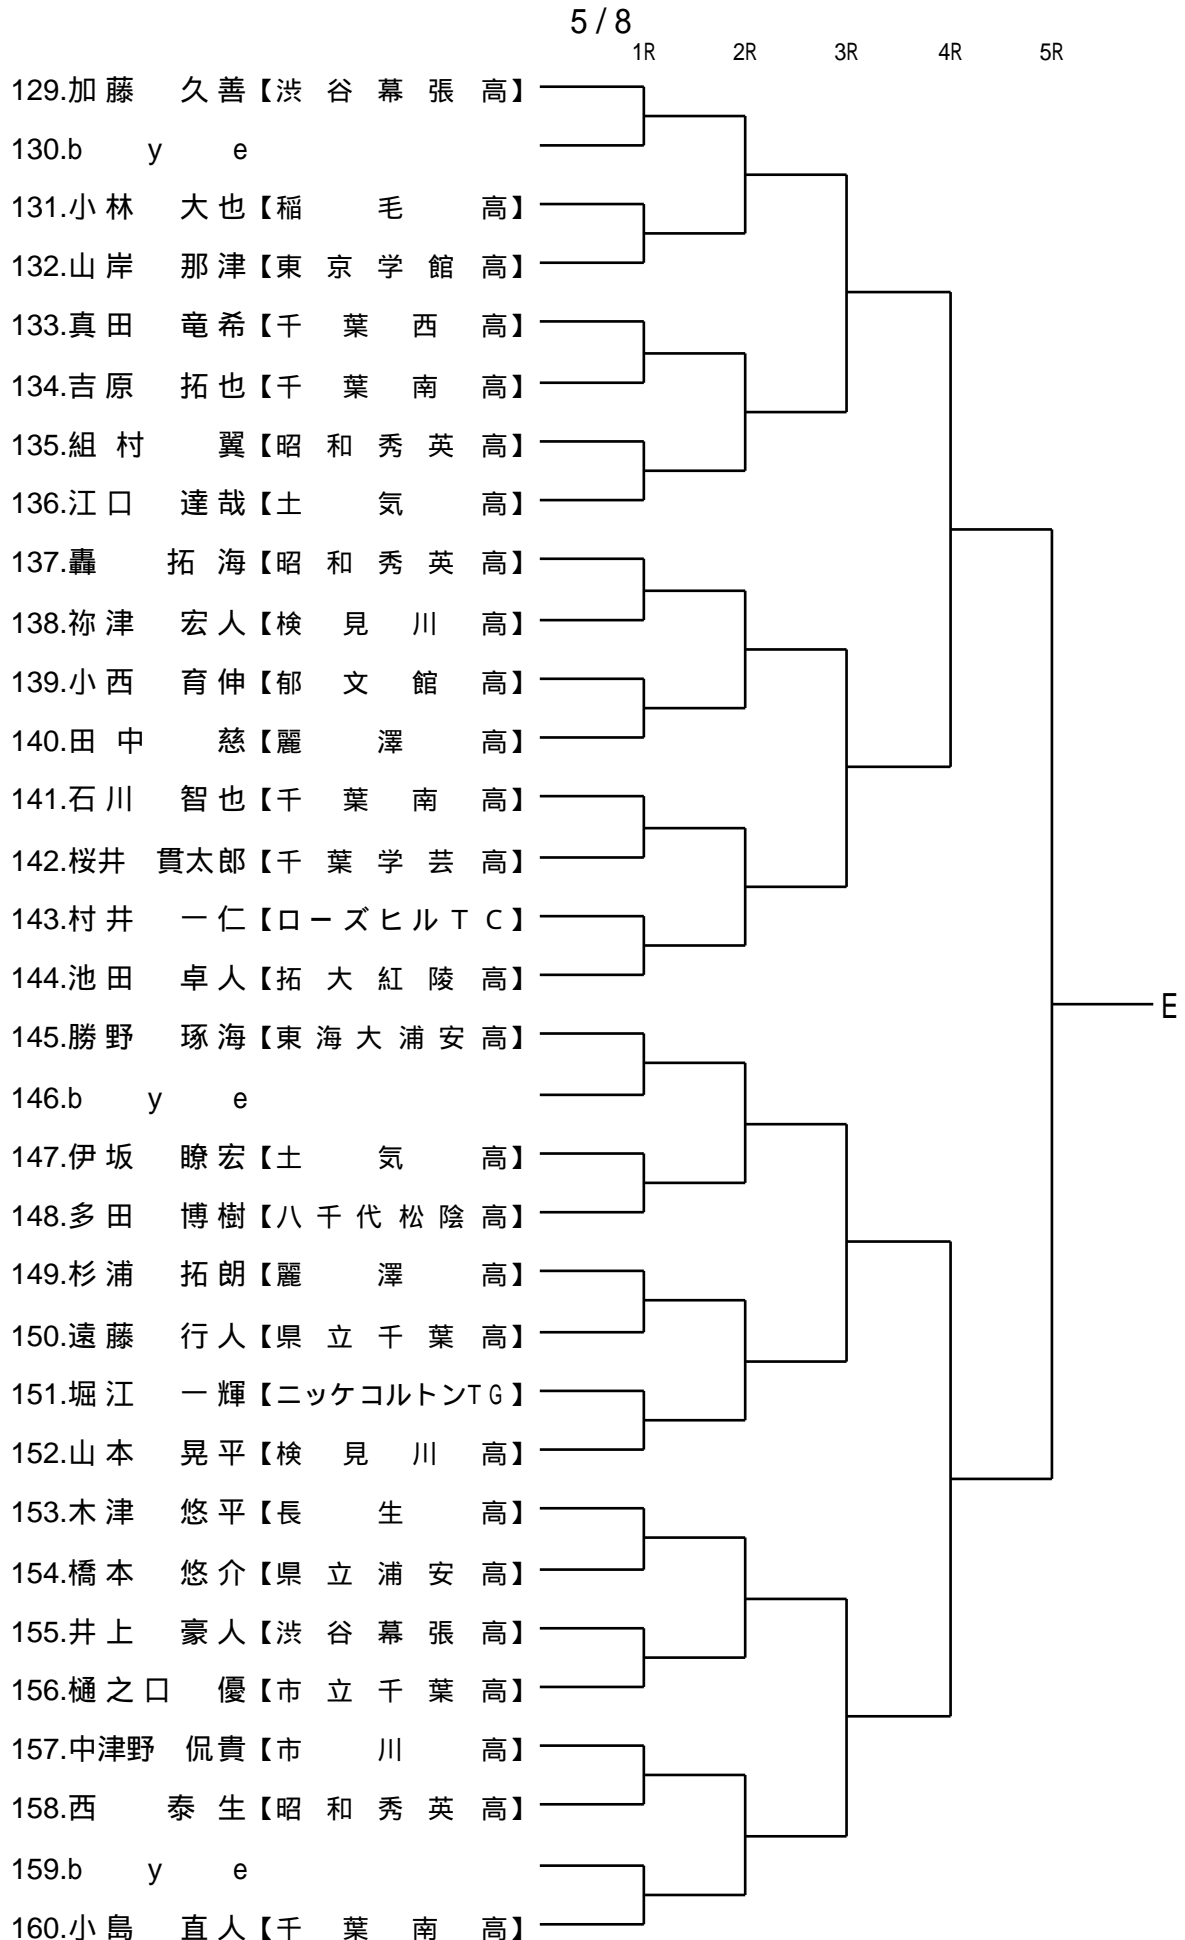 5 / 8
1R 2R 3R 4R 5R
129.加藤 久善【渋谷幕張高】
130.b y e
131.小林 大也【稲毛高】
132.山岸 那津【東京学館高】
133.真田 竜希【千葉西高】
134.吉原 拓也【千葉南高】
135.組村 翼【昭和秀英高】
136.江口 達哉【土気高】
137.轟 拓海【昭和秀英高】
138.祢津 宏人【検見川高】
139.小西 育伸【郁文館高】
140.田中 慈【麗澤高】
141.石川 智也【千葉南高】
142.桜井 貫太郎【千葉学芸高】
143.村井 一仁【ローズヒルTC】
144.池田 卓人【拓大紅陵高】
E
145.勝野 琢海【東海大浦安高】
146.b y e
147.伊坂 瞭宏【土気高】
148.多田 博樹【八千代松陰高】
149.杉浦 拓朗【麗澤高】
150.遠藤 行人【県立千葉高】
151.堀江 一輝【ニッケコルトンTG】
152.山本 晃平【検見川高】
153.木津 悠平【長生高】
154.橋本 悠介【県立浦安高】
155.井上 豪人【渋谷幕張高】
156.樋之口 優【市立千葉高】
157.中津野 侃貴【市川高】
158.西 泰生【昭和秀英高】
159.b y e
160.小島 直人【千葉南高】